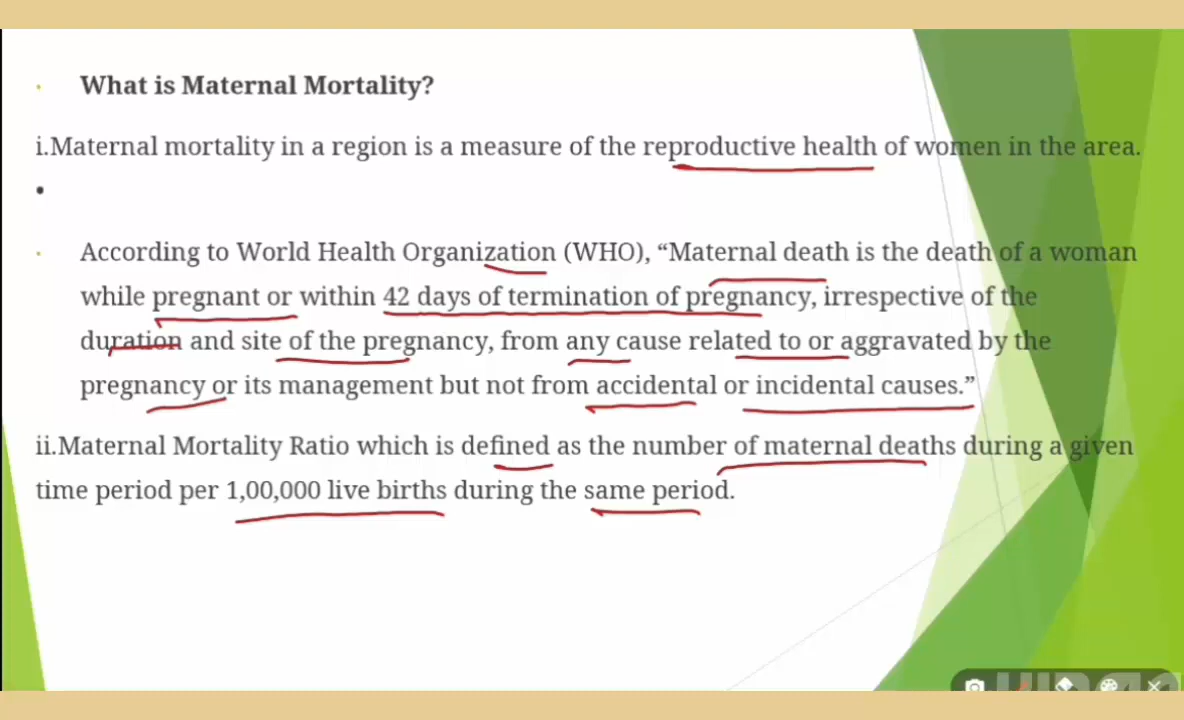 What is Maternal Mortality?
i.Maternal mortality in a region is a measure of the reproductive health of women in the area.
According to World Health Organization (WHO), “Maternal death is the death of a woman
while pregnant or within 42 days of termination of pregnancy, irrespective of the
duration and site of the pregnancy, from any cause related to or aggravated by the
pregnancy or its management but not from accidental or incidental causes.”
ii.Maternal Mortality Ratio which is defined as the number of maternal deaths during a given
time period per 1,00,000 live births during the same period.